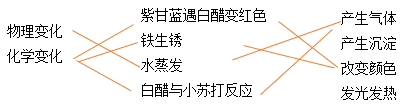 物理变化
化学变化
紫甘蓝遇白醋变红色
铁生锈
水蒸发
白醋与小苏打反应
产生气体
产生沉淀
改变颜色
发光发热